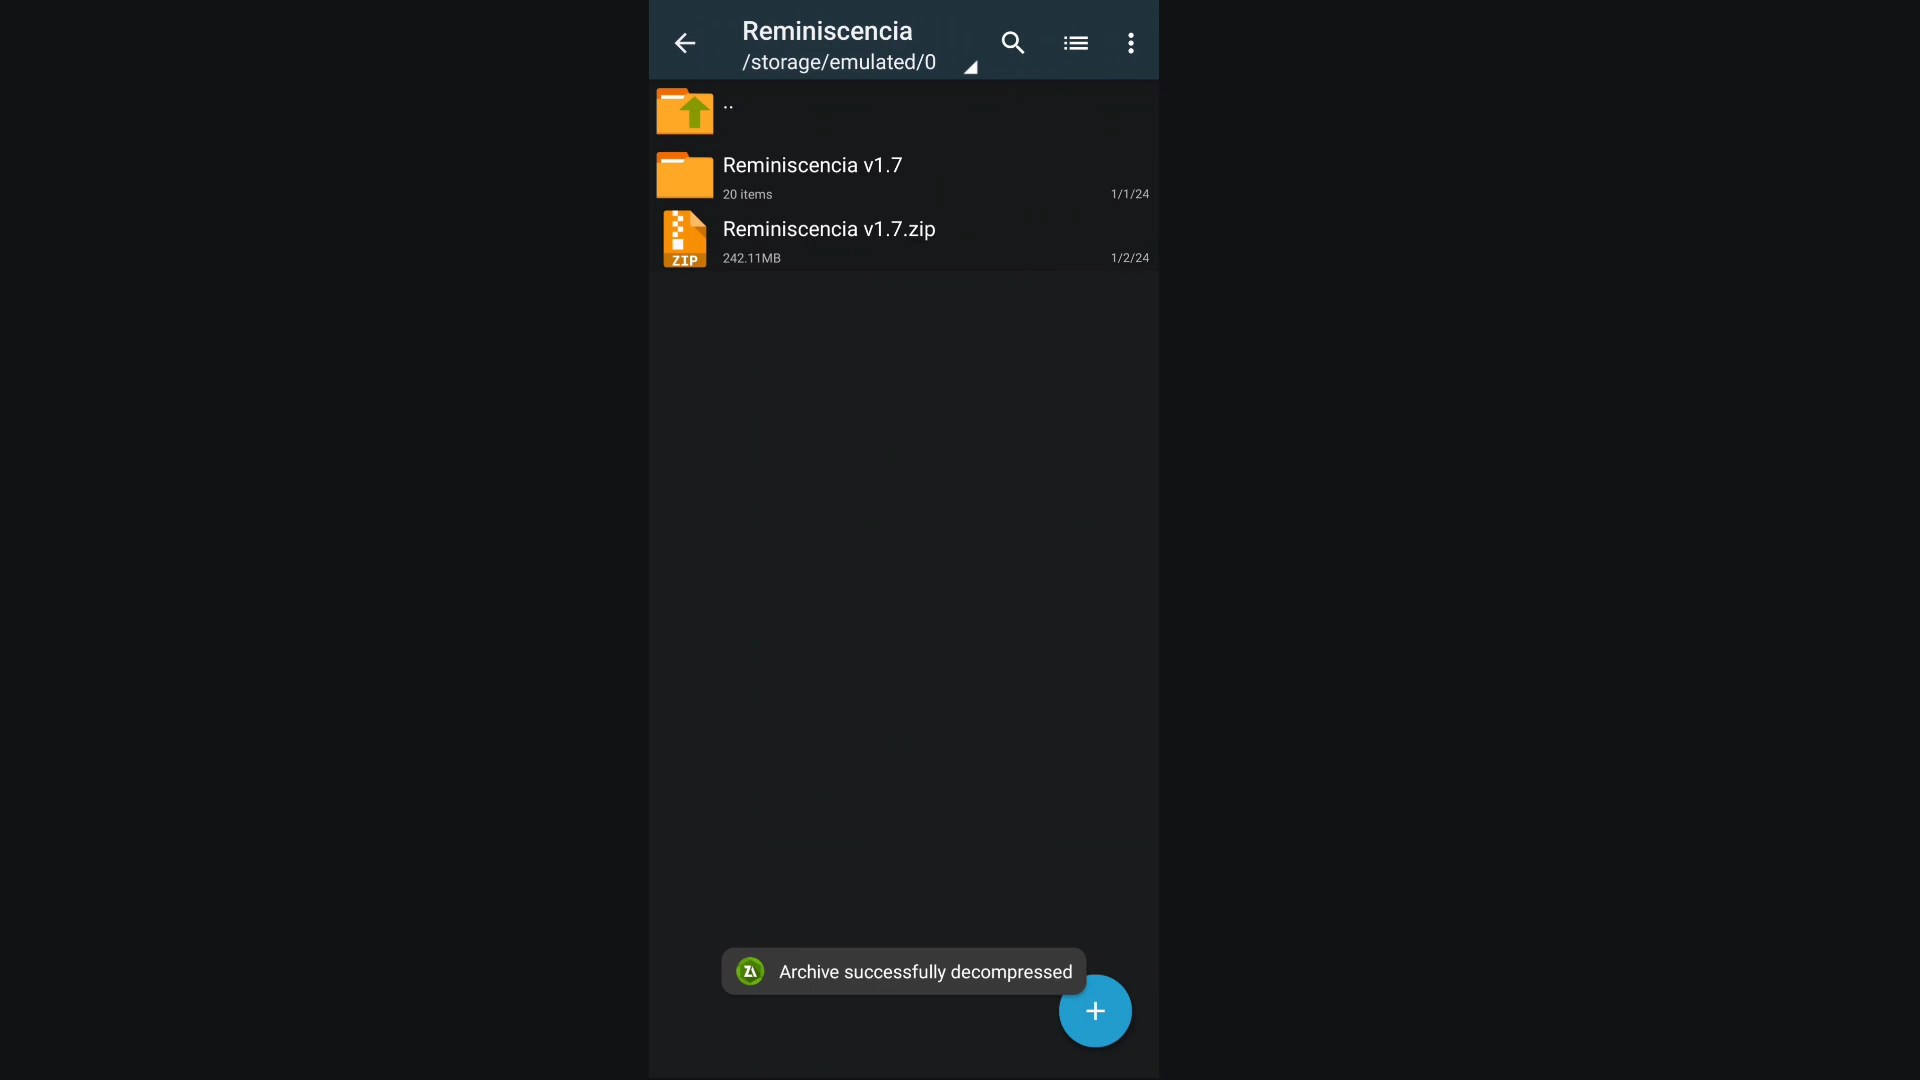 Reminiscencia
/storage/emulated/0
..
Reminiscencia v1.7
20 items
1/1/24
Reminiscencia v1.7.zip
ZIP
242.11MB
1/2/24
ZA
Archive successfully decompressed
+